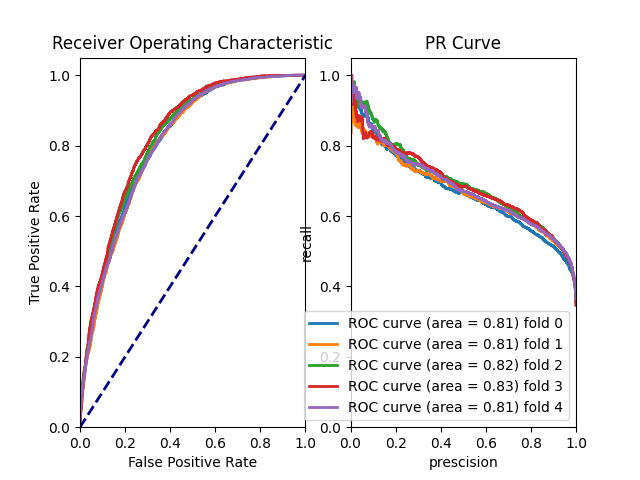 Receiver Operating Characteristic
PR Curve
1.0
0.8
0.6
0.4
0.2
0.0
True Positive Rate
0.0 0.2 0.4 0.6 0.8 1.0
False Positive Rate
1.0
0.8
0.6
0.4
0.2
0.0
recall
0.0 0.2 0.4 0.6 0.8 1.0
prescision
ROC curve (area = 0.81) fold 0
ROC curve (area = 0.81) fold 1
ROC curve (area = 0.82) fold 2
ROC curve (area = 0.83) fold 3
ROC curve (area = 0.81) fold 4